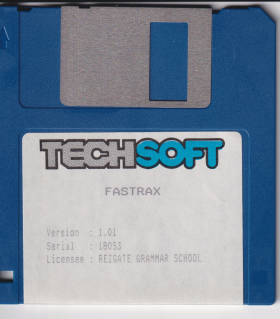 TECHSOFT
FASTRAX
Version : 1.01
Serial : 18053
Licensee : REIGATE GRAMMAR SCHOOL